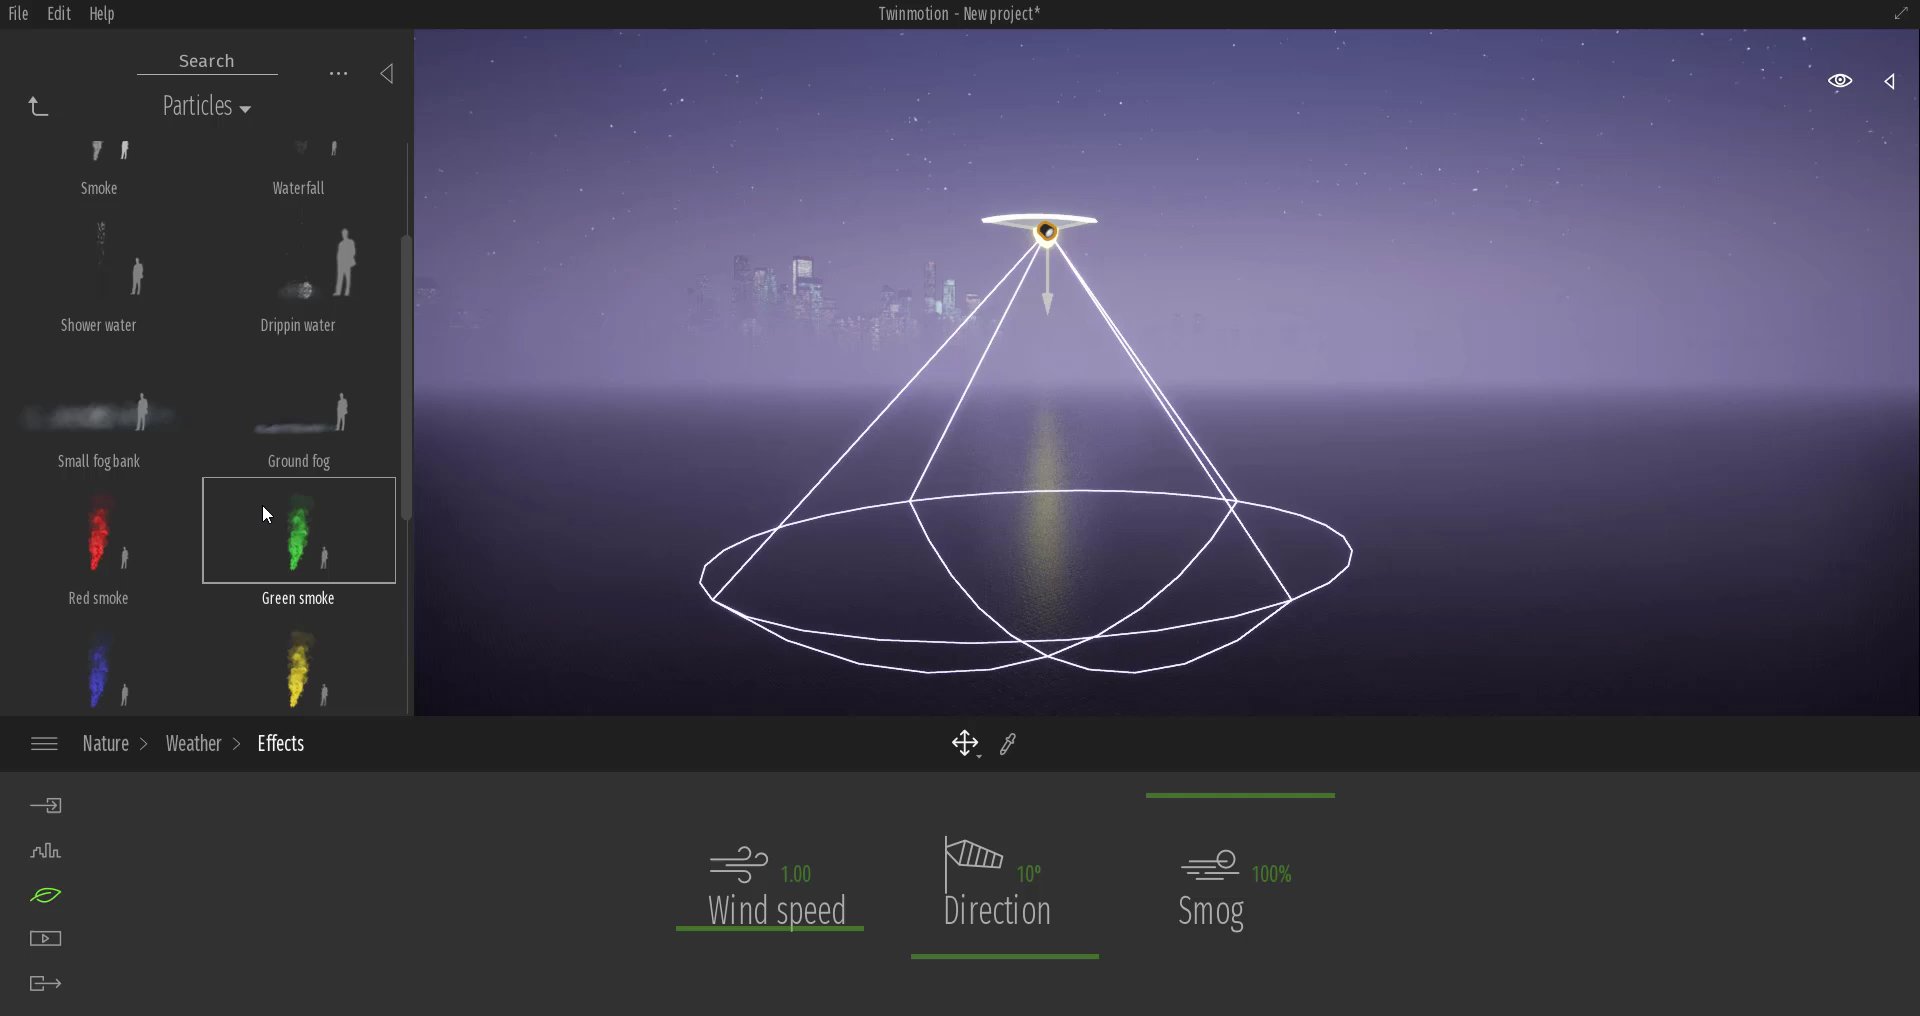 File Edit Help
Twinmotion - New project*
Search
...
Particles
Smoke
Waterfall
Shower water
Drippin water
Small fog bank
Ground fog
Red smoke
Green smoke
Nature > Weather > Effects
1.00
Wind speed
10°
Direction
100%
Smog